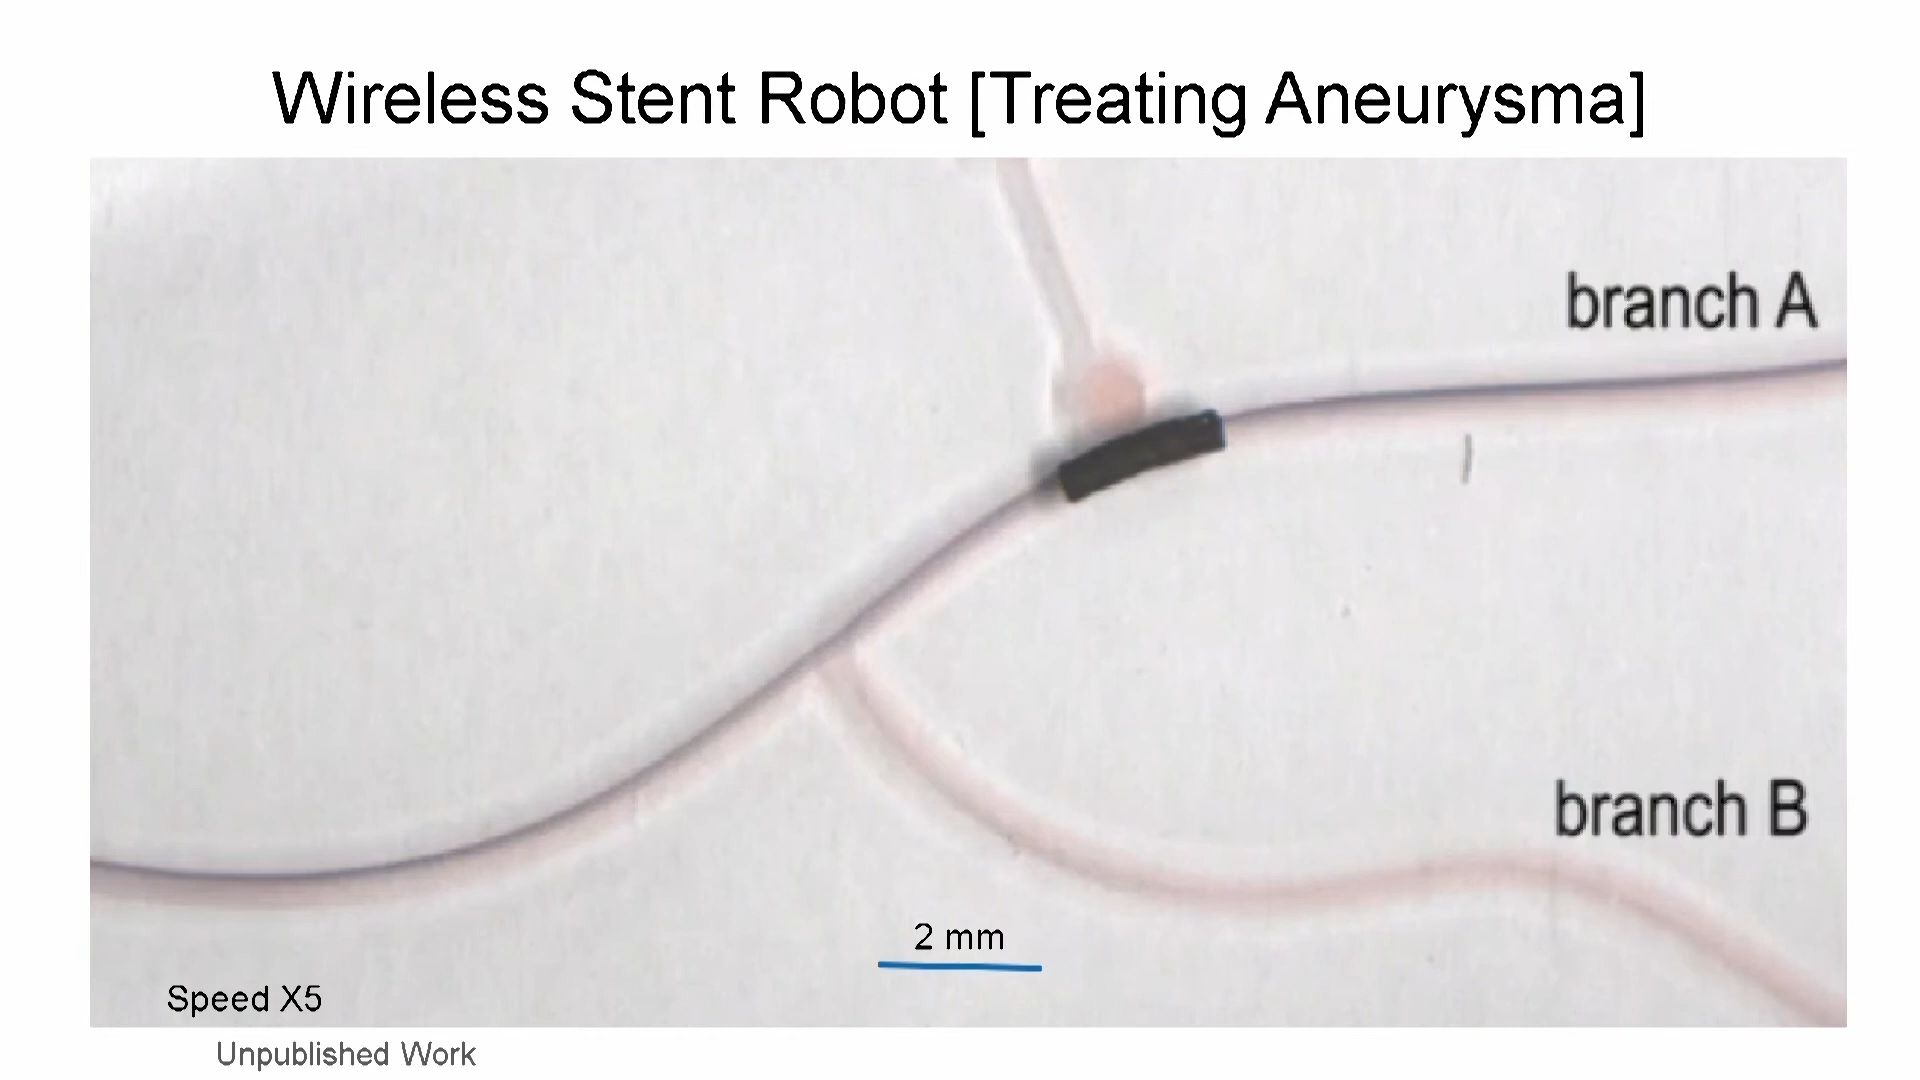 Wireless Stent Robot [Treating Aneurysma]
branch A
branch B
2 mm
Speed X5
Unpublished Work